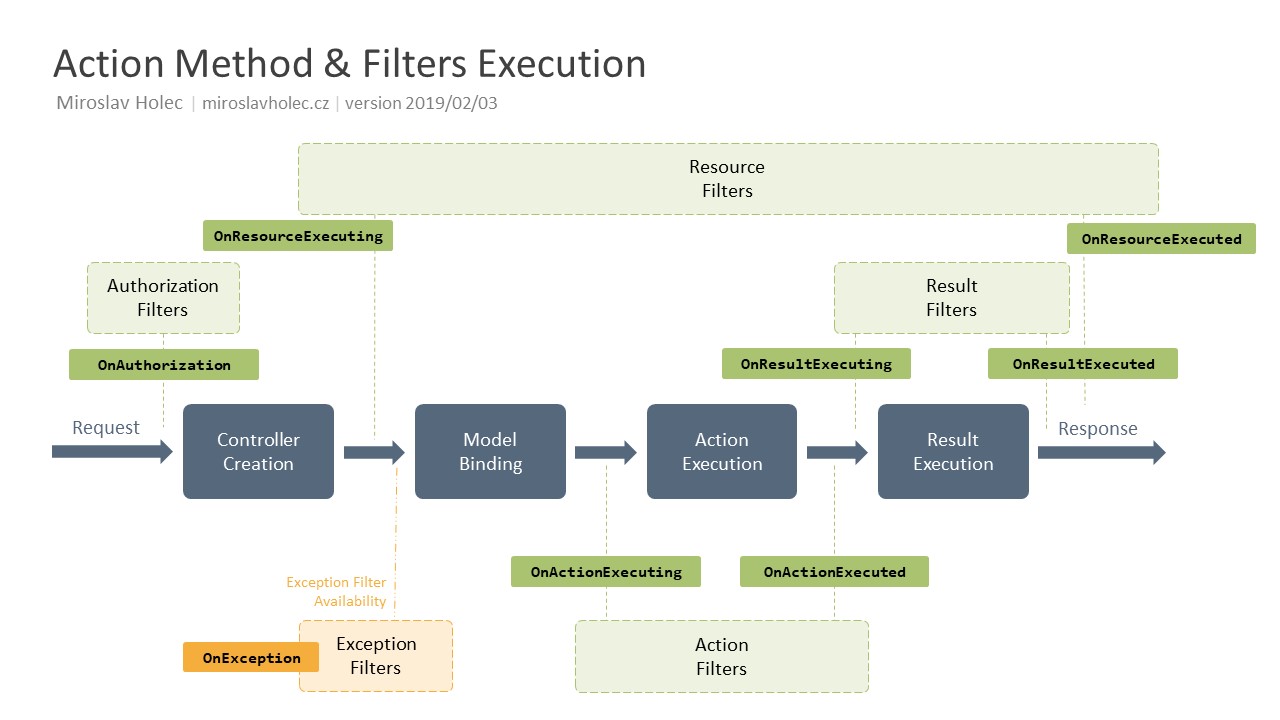 Action Method & Filters Execution
Miroslav Holec | miroslavholec.cz | version 2019/02/03
Resource
Filters
OnResourceExecuting
OnResourceExecuted
Authorization
Filters
Result
Filters
OnAuthorization
OnResultExecuting
OnResultExecuted
Request
Controller
Creation
Model
Binding
Action
Execution
Result
Execution
Response
OnActionExecuting
OnActionExecuted
Exception Filter
Availability
OnException
Exception
Filters
Action
Filters